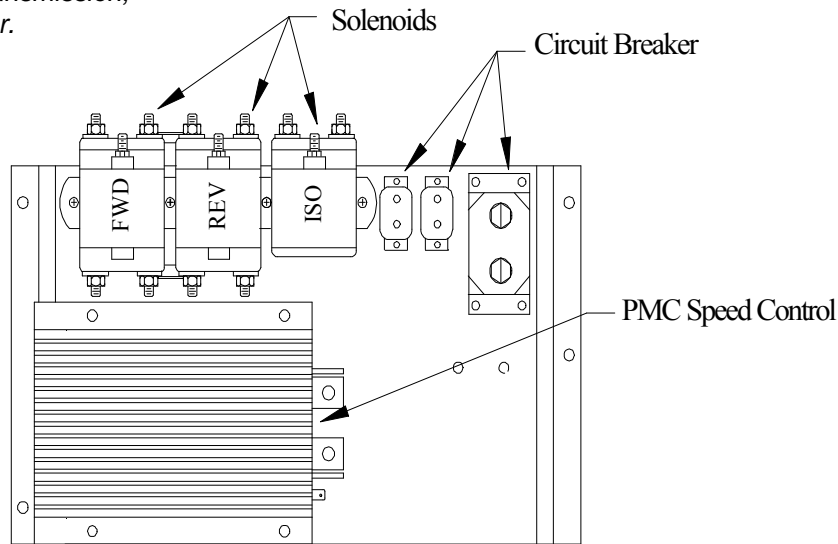 r.
Solenoids
Circuit Breaker
FWD
REV
ISO
PMC Speed Control